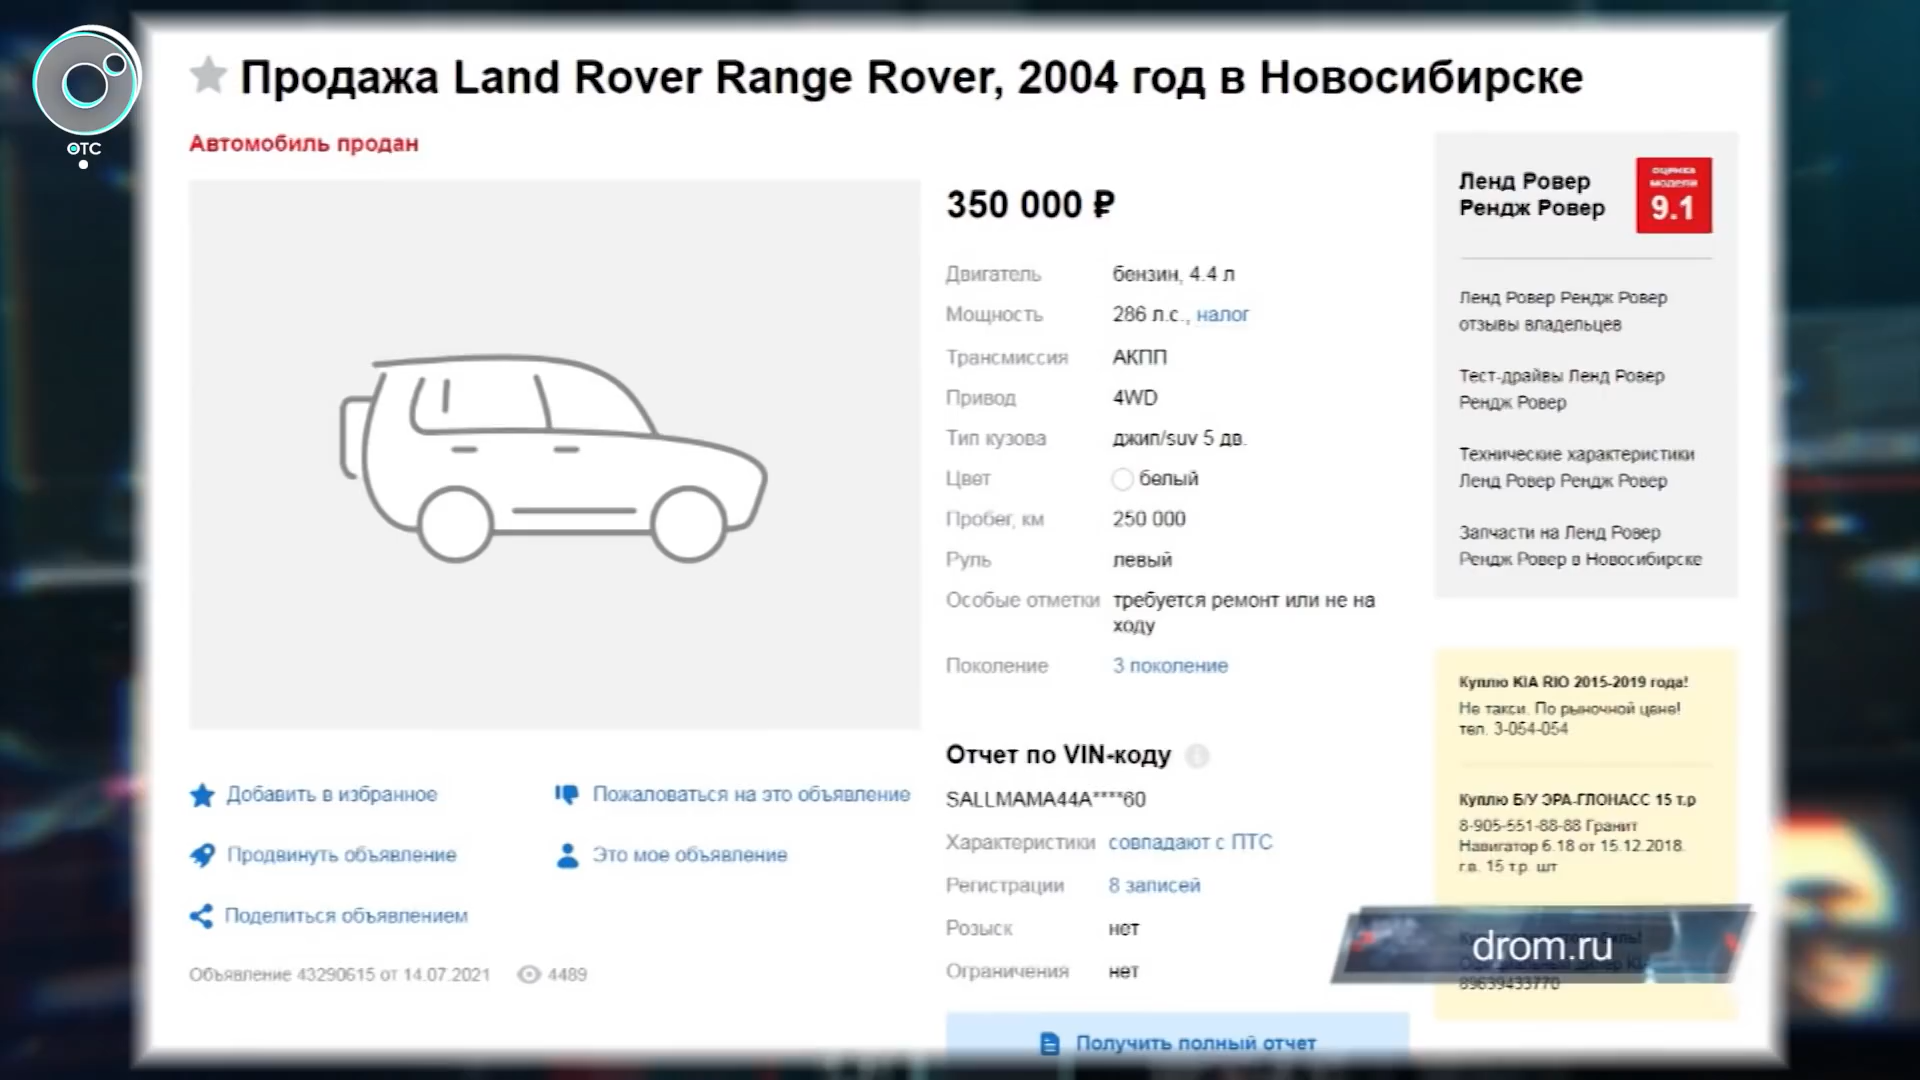 ОТС
Продажа Land Rover Range Rover, 2004 год в Новосибирске
Автомобиль продан
350 000 ₽
Двигатель бензин, 4.4 л
Мощность 286 л.с., налог
Трансмиссия АКПП
Привод 4WD
Тип кузова джип/suv 5 дв.
Цвет белый
Пробег, км 250 000
Руль левый
Особые отметки требуется ремонт или не на
ходу
Поколение 3 поколение
Отчет по VIN-коду
SALLMAMA44A****60
Характеристики совпадают с ПТС
Регистрации 8 записей
Розыск нет
Ограничения нет
Получить полный отчет
Добавить в избранное
Пожаловаться на это объявление
Продвинуть объявление
Это мое объявление
Поделиться объявлением
Объявление 43290615 от 14.07.2021 4489
Ленд Ровер
Рендж Ровер
оценка
модели
9.1
Ленд Ровер Рендж Ровер
отзывы владельцев
Тест-драйвы Ленд Ровер
Рендж Ровер
Технические характеристики
Ленд Ровер Рендж Ровер
Запчасти на Ленд Ровер
Рендж Ровер в Новосибирске
Куплю KIA RIO 2015-2019 года!
Не такси. По рыночной цене!
тел. 3-054-054
Куплю Б/У ЭРА-ГЛОНАСС 15 т.р
8-905-551-88-88 Гранит
Навигатор 6.18 от 15.12.2018.
г.в. 15 т.р. шт
drom.ru
89639433770